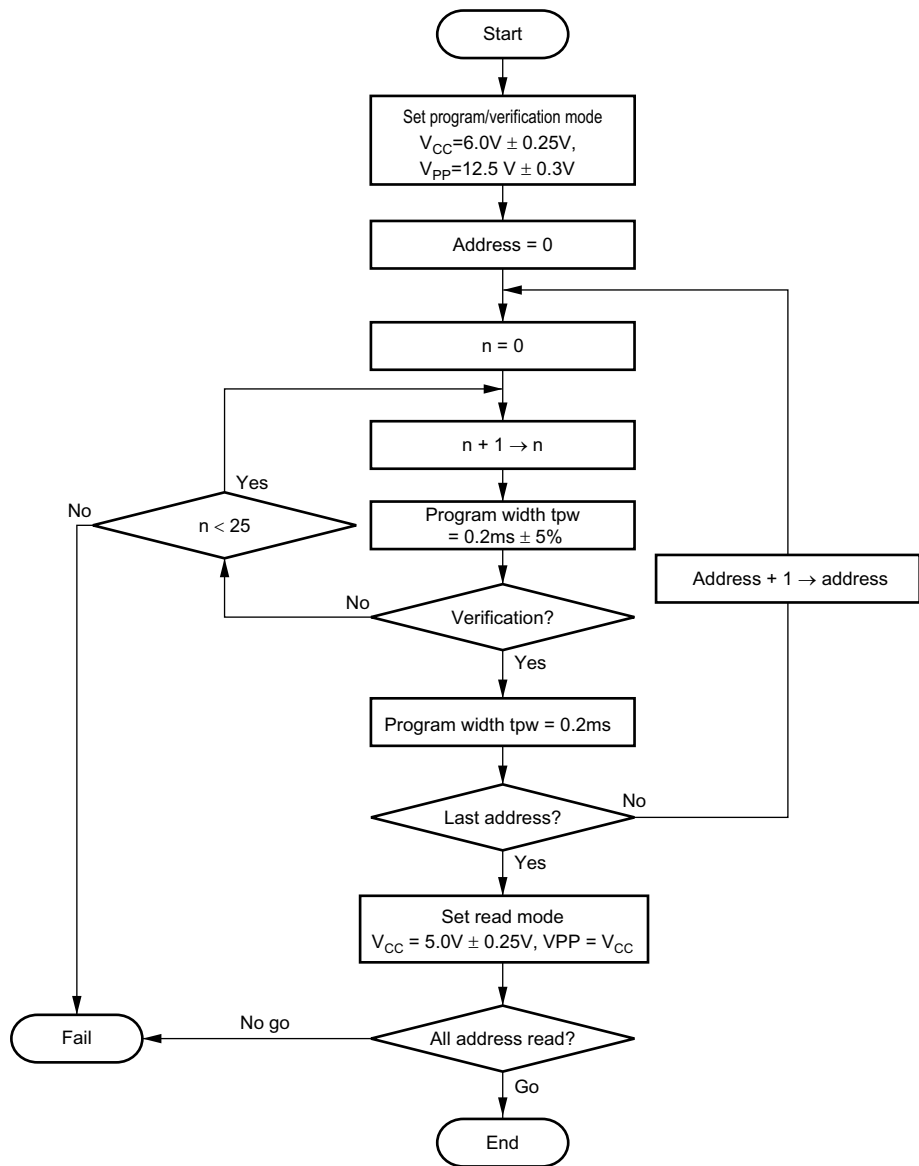 Start
Set program/verification mode
VCC=6.0V ± 0.25V,
VPP=12.5 V ± 0.3V
Address = 0
n = 0
n + 1 → n
Program width tpw
= 0.2ms ± 5%
Verification?
No
n < 25
Yes
No
Yes
Program width tpw = 0.2ms
Last address?
No
Address + 1 → address
Yes
Set read mode
VCC = 5.0V ± 0.25V, VPP = VCC
All address read?
No go
Fail
Go
End